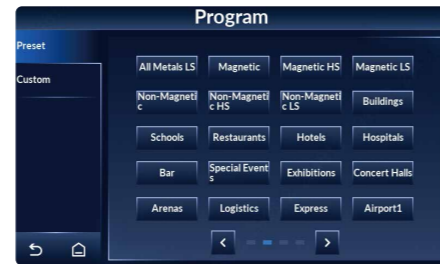 Program
Preset
Custom
All Metals LS
Magnetic
Magnetic HS
Magnetic LS
Non-Magneti
c
Non-Magneti
c HS
Non-Magneti
c LS
Buildings
Schools
Restaurants
Hotels
Hospitals
Bar
Special Event
s
Exhibitions
Concert Halls
Arenas
Logistics
Express
Airport1